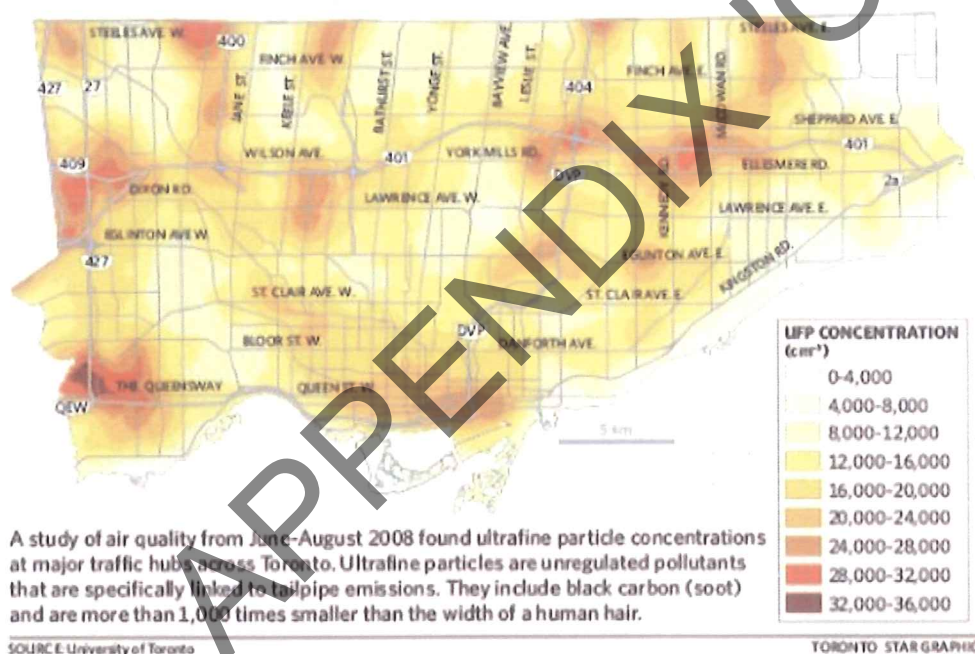 STEELES AVE. W.
400
STEELES AVE. E.
FINCH AVE. W.
427
27
JANE ST.
KEELE ST.
BATHURST ST.
YONGE ST.
BAYVIEW AVE.
LESLIE ST.
404
FINCH AVE. E.
McCOWAN RD.
SHEPPARD AVE. E.
409
WILSON AVE.
401
YORK MILLS RD.
401
ELLESMERE RD.
DIXON RD.
DVP
KENNEDY RD.
2a
LAWRENCE AVE. W.
LAWRENCE AVE. E.
EGLINTON AVE W.
EGLINTON AVE. E.
427
KINGSTON RD.
ST. CLAIR AVE. W.
ST. CLAIR AVE. E.
DVP
BLOOR ST. W.
DANFORTH AVE.
THE QUEENSWAY
QUEEN ST. W.
QEW
5 km
UFP CONCENTRATION
(cm³)
0-4,000
4,000-8,000
8,000-12,000
12,000-16,000
16,000-20,000
20,000-24,000
24,000-28,000
28,000-32,000
32,000-36,000
A study of air quality from June-August 2008 found ultrafine particle concentrations
at major traffic hubs across Toronto. Ultrafine particles are unregulated pollutants
that are specifically linked to tailpipe emissions. They include black carbon (soot)
and are more than 1,000 times smaller than the width of a human hair.
SOURCE: University of Toronto
TORONTO STAR GRAPHIC
APPENDIX 'C